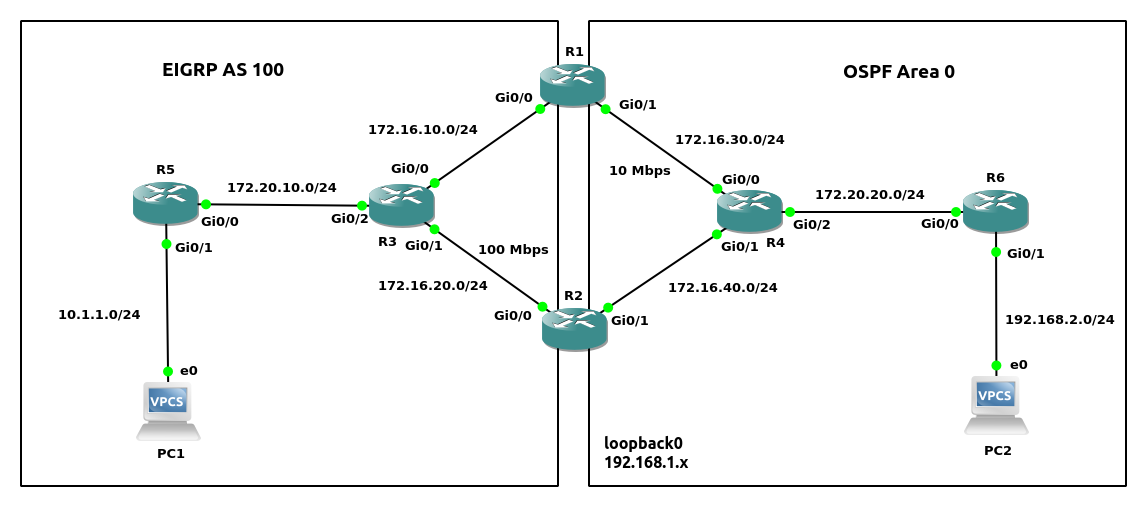 EIGRP AS 100
OSPF Area 0
R1
Gi0/0
Gi0/1
172.16.10.0/24
172.16.30.0/24
10 Mbps
R5
172.20.10.0/24
Gi0/0
Gi0/1
Gi0/0
Gi0/2
R3
Gi0/1
100 Mbps
172.16.20.0/24
Gi0/0
Gi0/1
R4
Gi0/2
172.20.20.0/24
R6
Gi0/0
Gi0/1
172.16.40.0/24
R2
Gi0/0
Gi0/1
10.1.1.0/24
192.168.2.0/24
e0
VPCS
PC1
e0
VPCS
PC2
loopback0
192.168.1.x